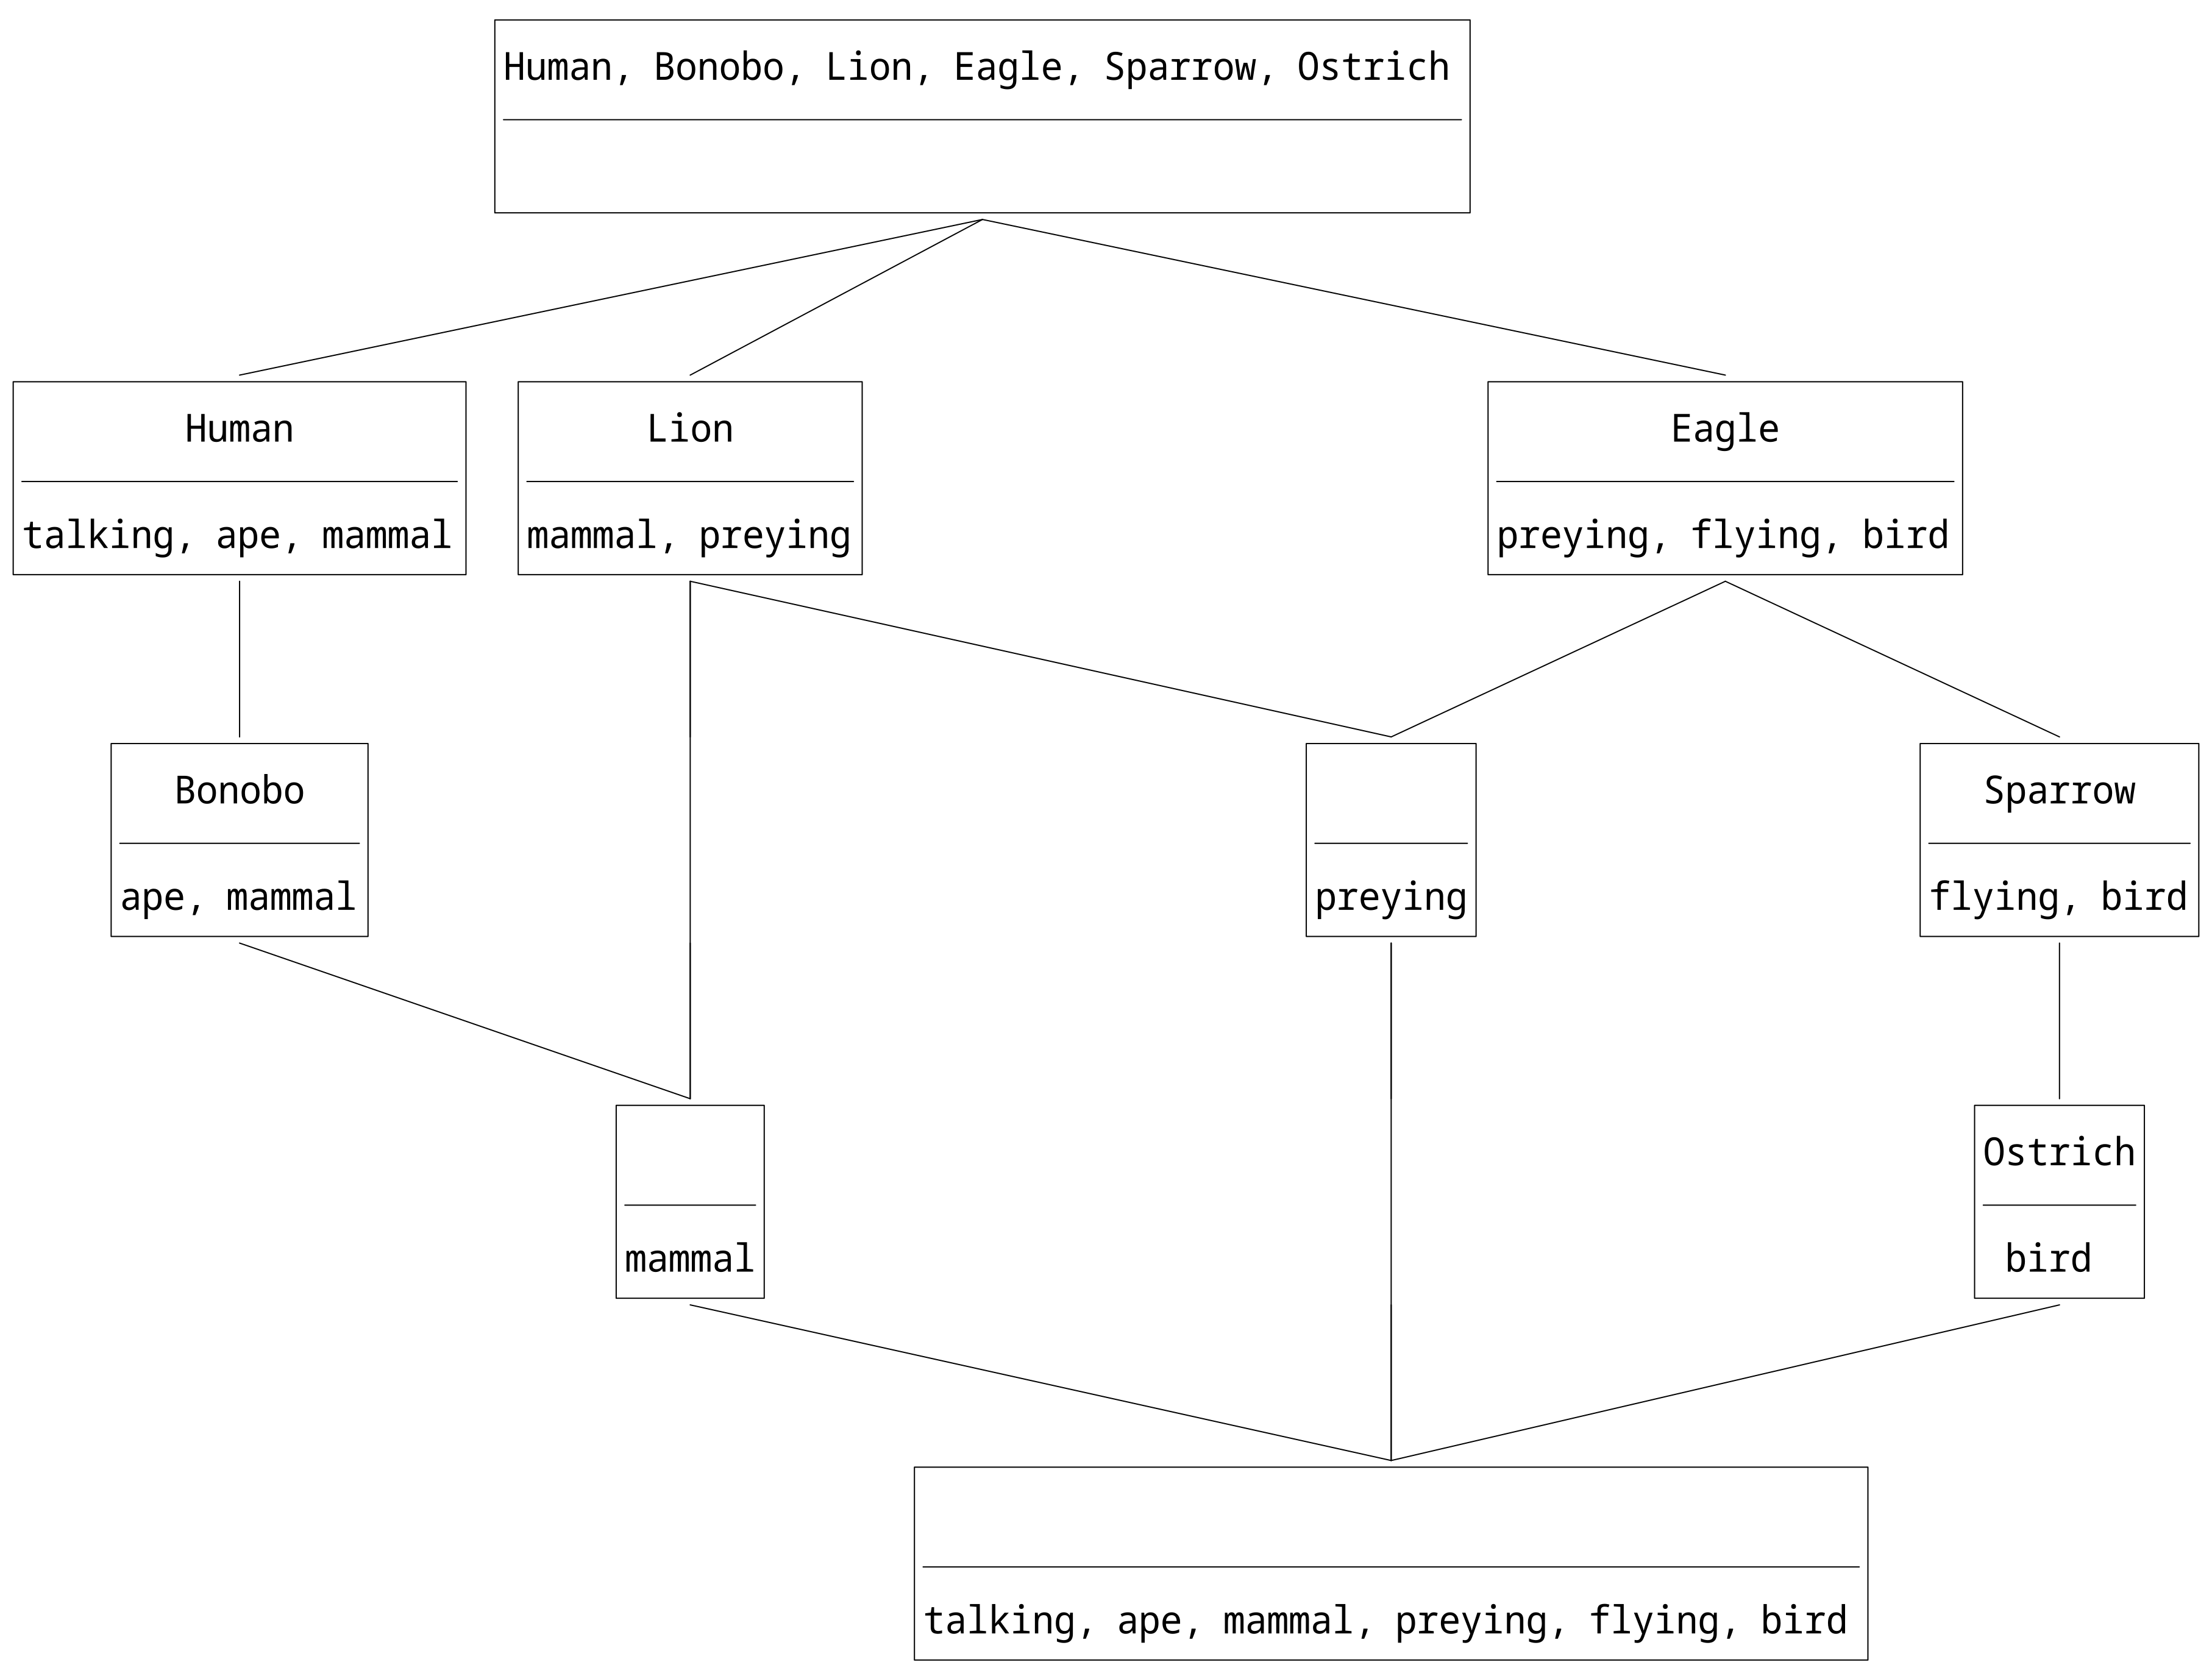 Human, Bonobo, Lion, Eagle, Sparrow, Ostrich
Human
talking, ape, mammal
Lion
mammal, preying
Eagle
preying, flying, bird
Bonobo
ape, mammal
preying
Sparrow
flying, bird
mammal
Ostrich
bird
talking, ape, mammal, preying, flying, bird